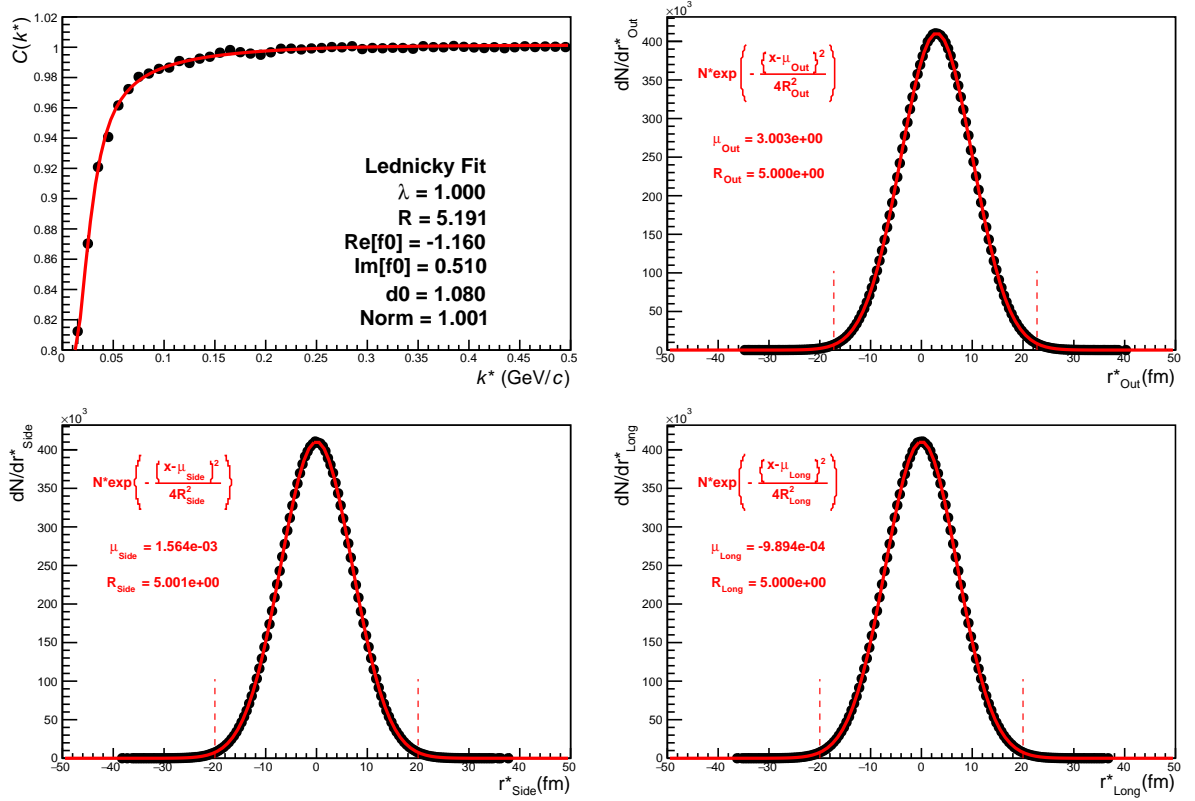 C(k*)
1.02
1
0.98
0.96
0.94
0.92
0.9
0.88
0.86
0.84
0.82
0.8
Lednicky Fit
λ = 1.000
R = 5.191
Re[f0] = -1.160
Im[f0] = 0.510
d0 = 1.080
Norm = 1.001
0 0.05 0.1 0.15 0.2 0.25 0.3 0.35 0.4 0.45 0.5
k* (GeV/c)
×10³
dN/dr*Out
400
350
300
250
200
150
100
50
0
N*exp{ - [x-μOut]² / 4R²Out }
μOut = 3.003e+00
ROut = 5.000e+00
−50 −40 −30 −20 −10 0 10 20 30 40 50
r*Out(fm)
×10³
dN/dr*Side
400
350
300
250
200
150
100
50
0
N*exp{ - [x-μSide]² / 4R²Side }
μSide = 1.564e-03
RSide = 5.001e+00
−50 −40 −30 −20 −10 0 10 20 30 40 50
r*Side(fm)
×10³
dN/dr*Long
400
350
300
250
200
150
100
50
0
N*exp{ - [x-μLong]² / 4R²Long }
μLong = -9.894e-04
RLong = 5.000e+00
−50 −40 −30 −20 −10 0 10 20 30 40 50
r*Long(fm)